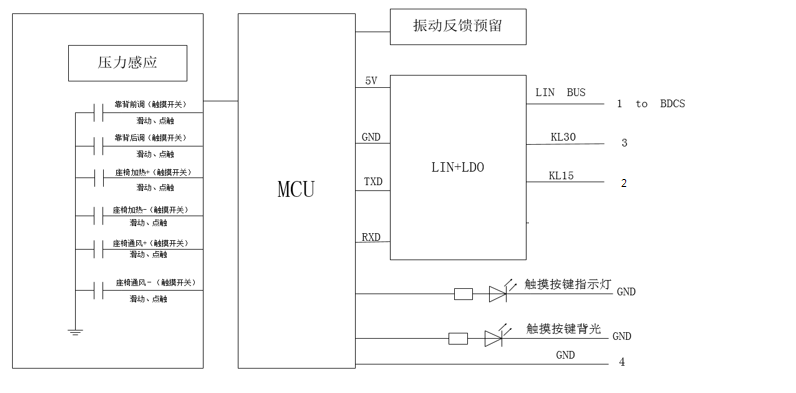 振动反馈预留
压力感应
5V
LIN BUS
1 to BDCS
靠背前调（触摸开关）
滑动、点触
靠背后调（触摸开关）
滑动、点触
GND
KL30
3
LIN+LDO
座椅加热+（触摸开关）
滑动、点触
MCU
TXD
KL15
2
座椅加热-（触摸开关）
滑动、点触
座椅通风+（触摸开关）
滑动、点触
RXD
座椅通风-（触摸开关）
滑动、点触
触摸按键指示灯
GND
触摸按键背光
GND
GND
4